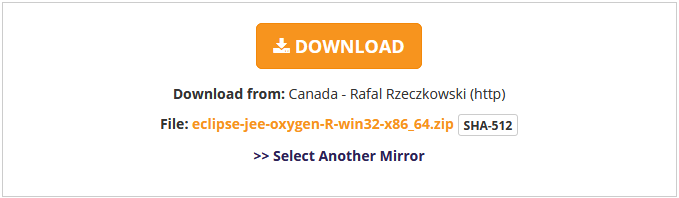 DOWNLOAD
Download from: Canada - Rafal Rzeczkowski (http)
File: eclipse-jee-oxygen-R-win32-x86_64.zip SHA-512
>> Select Another Mirror